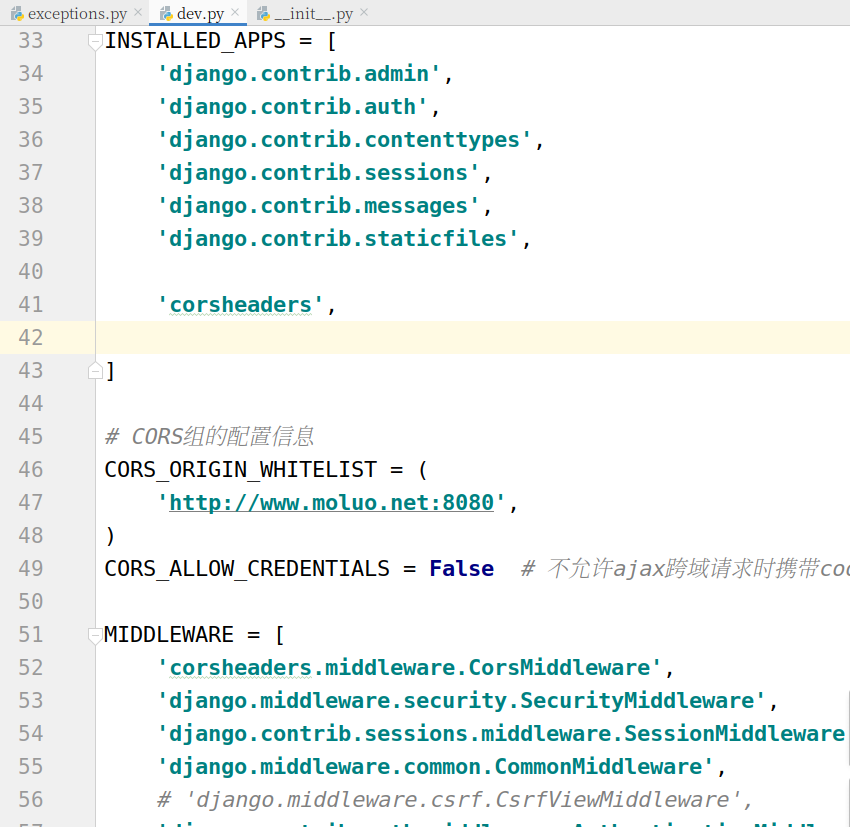 exceptions.py dev.py __init__.py
33 INSTALLED_APPS = [
34 'django.contrib.admin',
35 'django.contrib.auth',
36 'django.contrib.contenttypes',
37 'django.contrib.sessions',
38 'django.contrib.messages',
39 'django.contrib.staticfiles',
40
41 'corsheaders',
42
43 ]
44
45 # CORS组的配置信息
46 CORS_ORIGIN_WHITELIST = (
47 'http://www.moluo.net:8080',
48 )
49 CORS_ALLOW_CREDENTIALS = False # 不允许ajax跨域请求时携带coo
50
51 MIDDLEWARE = [
52 'corsheaders.middleware.CorsMiddleware',
53 'django.middleware.security.SecurityMiddleware',
54 'django.contrib.sessions.middleware.SessionMiddleware
55 'django.middleware.common.CommonMiddleware',
56 # 'django.middleware.csrf.CsrfViewMiddleware',